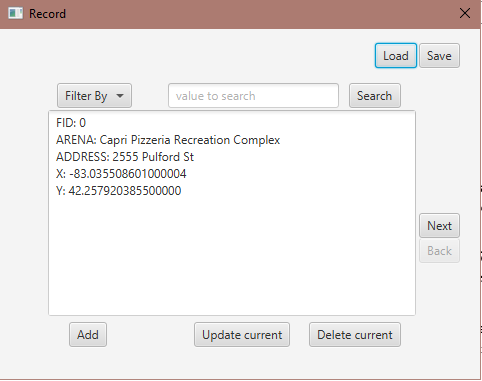 Record
Load Save
Filter By value to search Search
FID: 0
ARENA: Capri Pizzeria Recreation Complex
ADDRESS: 2555 Pulford St
X: -83.035508601000004
Y: 42.257920385500000
Next
Back
Add Update current Delete current